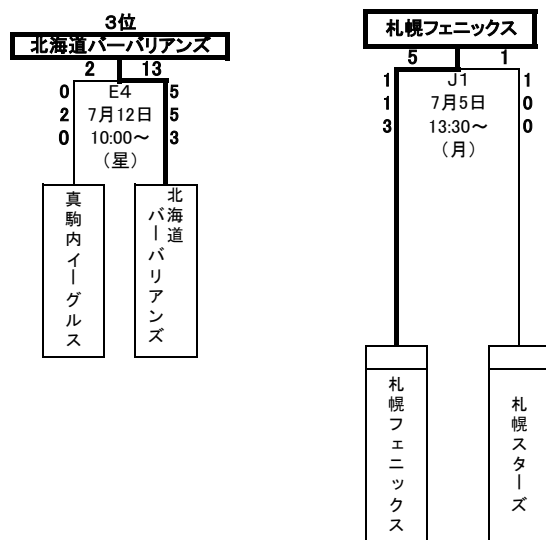 3位
北海道バーバリアンズ
2 13
0 E4 5
2 7月12日 5
0 10:00～ 3
（星）
真駒内イーグルス
北海道
バーバリアンズ
札幌フェニックス
5 1
1 J1 1
1 7月5日 0
3 13:30～ 0
（月）
札幌フェニックス
札幌スターズ